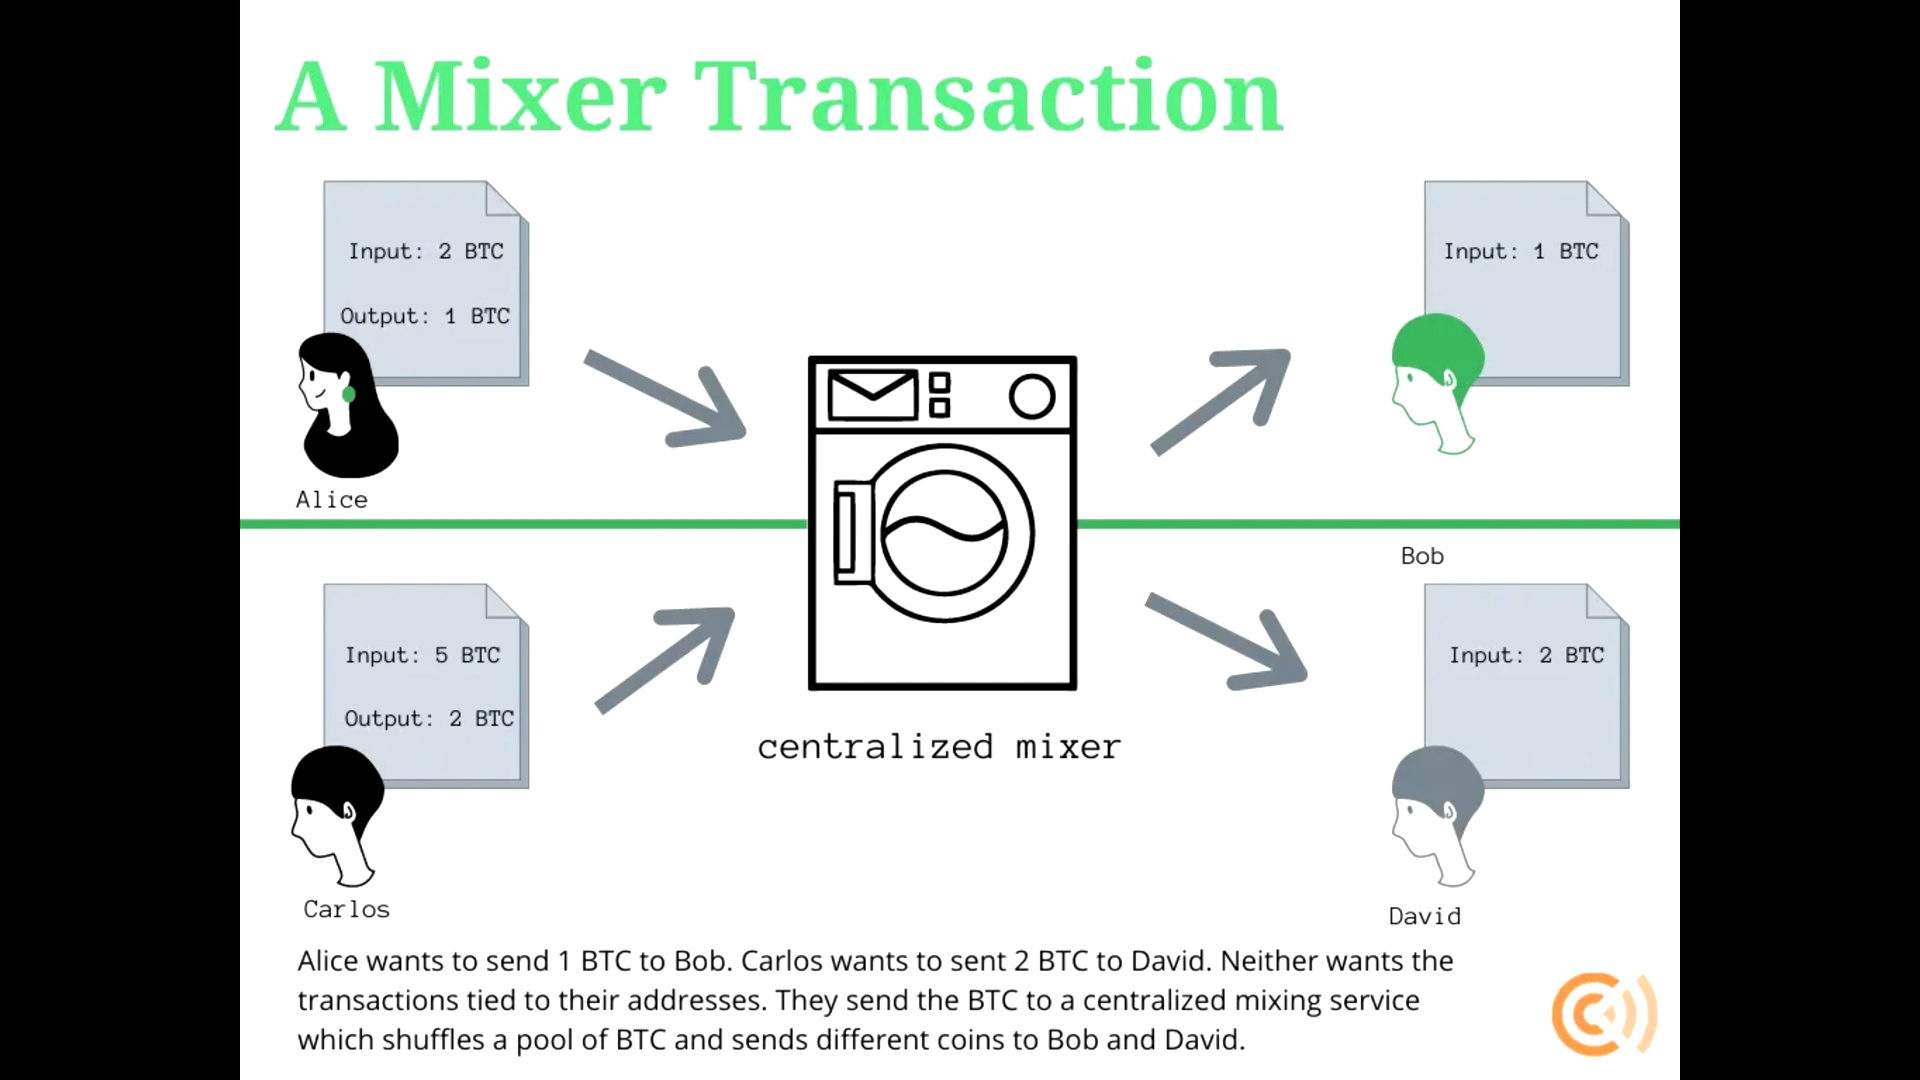 A Mixer Transaction
Input: 2 BTC
Output: 1 BTC
Alice
Input: 1 BTC
Bob
Input: 5 BTC
Output: 2 BTC
Carlos
centralized mixer
Input: 2 BTC
David
Alice wants to send 1 BTC to Bob. Carlos wants to sent 2 BTC to David. Neither wants the
transactions tied to their addresses. They send the BTC to a centralized mixing service
which shuffles a pool of BTC and sends different coins to Bob and David.